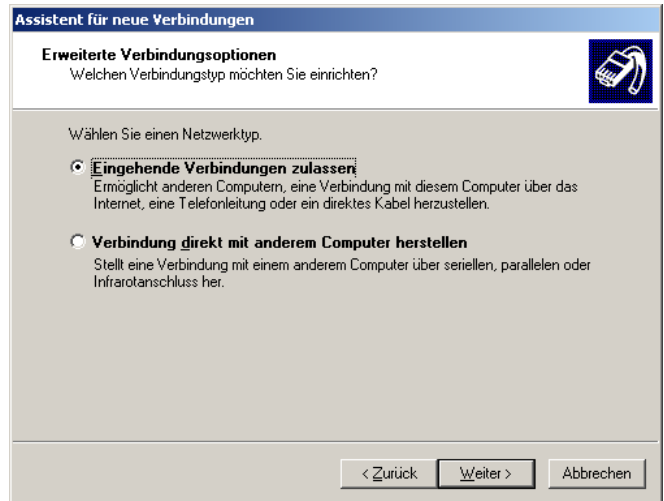 Assistent für neue Verbindungen
Erweiterte Verbindungsoptionen
Welchen Verbindungstyp möchten Sie einrichten?
Wählen Sie einen Netzwerktyp.
Eingehende Verbindungen zulassen
Ermöglicht anderen Computern, eine Verbindung mit diesem Computer über das
Internet, eine Telefonleitung oder ein direktes Kabel herzustellen.
Verbindung direkt mit anderem Computer herstellen
Stellt eine Verbindung mit einem anderem Computer über seriellen, parallelen oder
Infrarotanschluss her.
< Zurück Weiter > Abbrechen